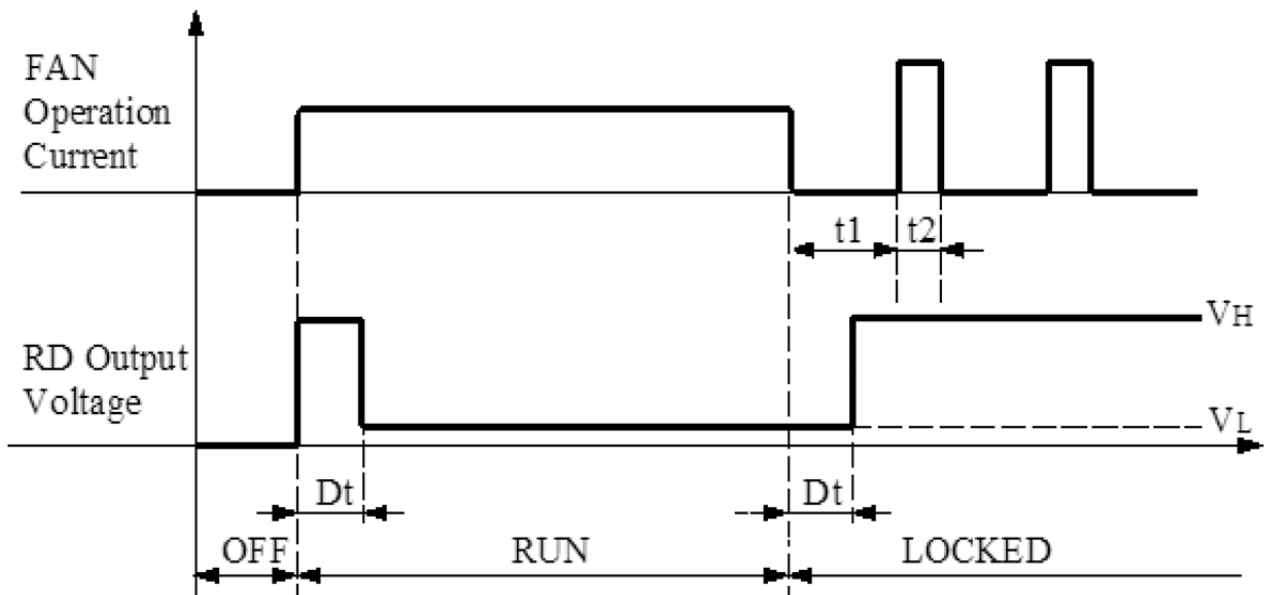 FAN
Operation
Current
t1
t2
VH
RD Output
Voltage
VL
Dt
Dt
OFF
RUN
LOCKED